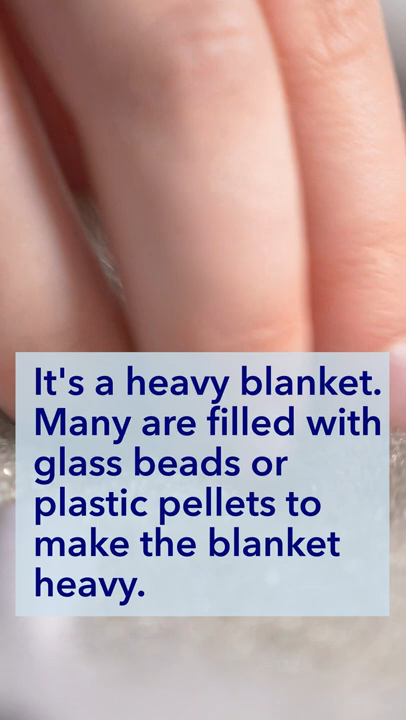 It's a heavy blanket.
Many are filled with
glass beads or
plastic pellets to
make the blanket
heavy.